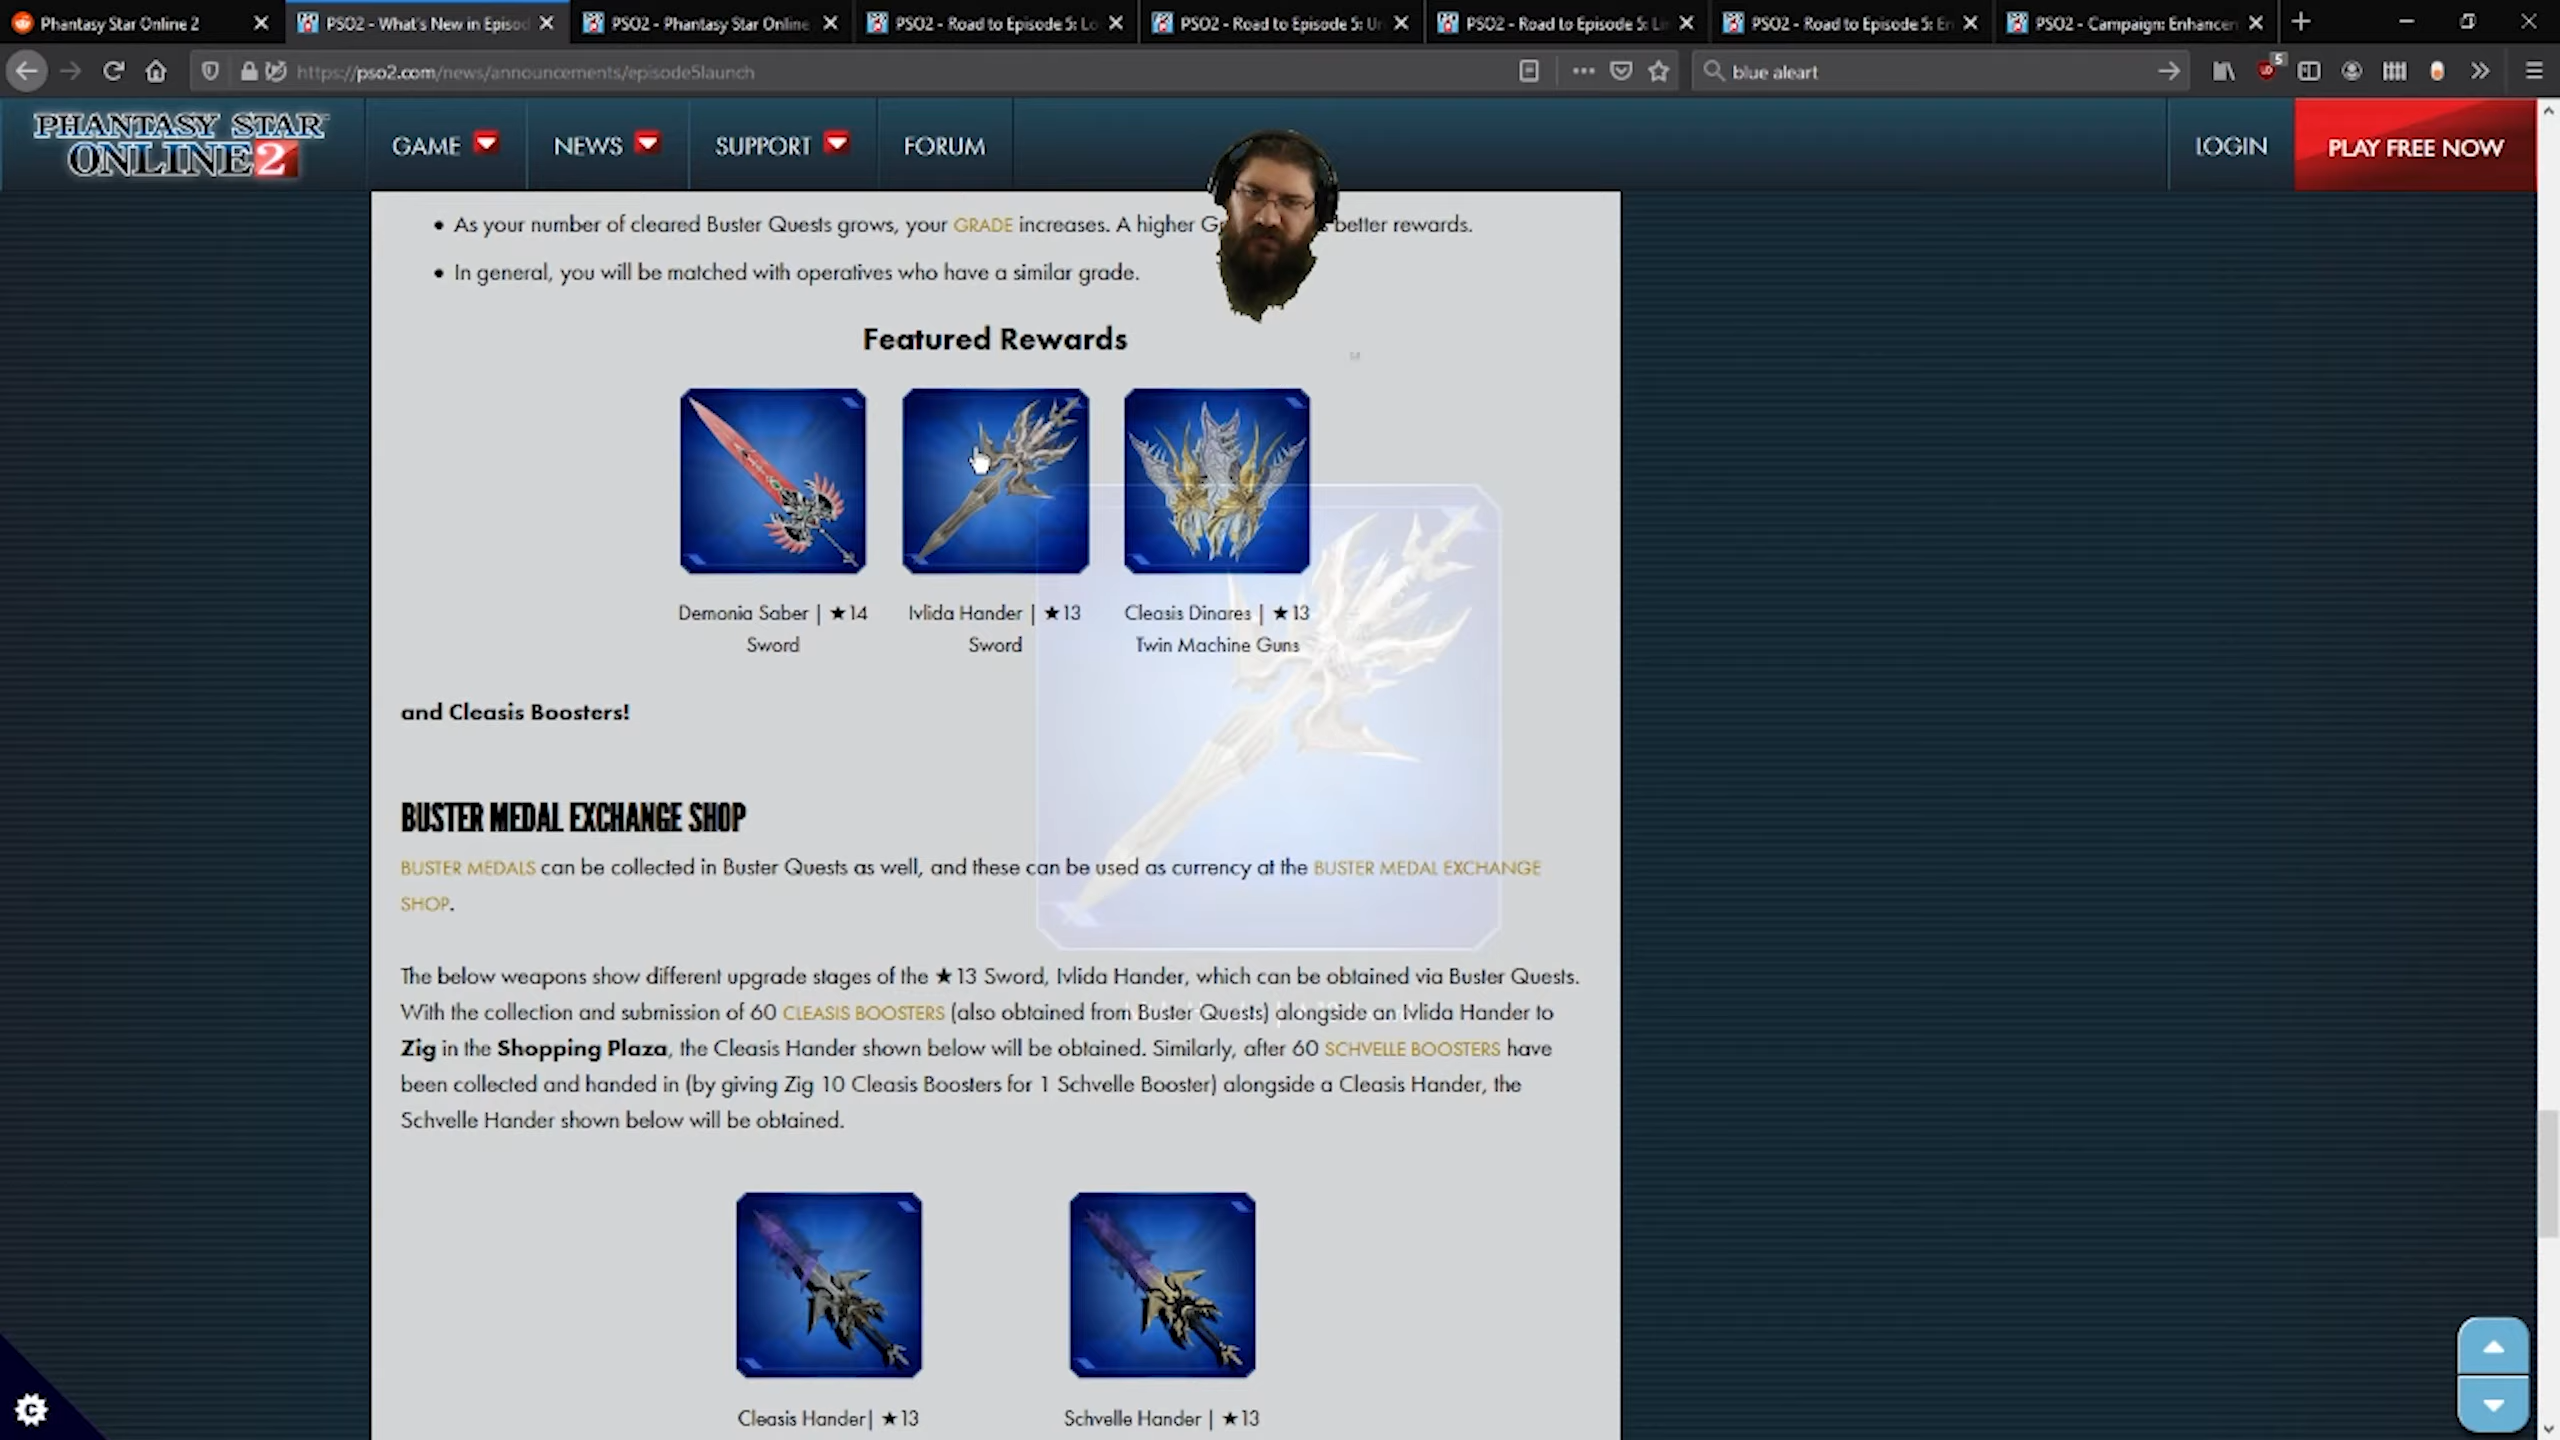 Phantasy Star Online 2
PSO2 - What's New in Episod
PSO2 - Phantasy Star Online
PSO2 - Road to Episode 5: Lo
PSO2 - Road to Episode 5: Ur
PSO2 - Road to Episode 5: Li
PSO2 - Road to Episode 5: En
PSO2 - Campaign: Enhancen
https://pso2.com/news/announcements/episode5launch
blue aleart
5
PHANTASY STAR
ONLINE 2
GAME
NEWS
SUPPORT
FORUM
LOGIN
PLAY FREE NOW
• As your number of cleared Buster Quests grows, your GRADE increases. A higher G better rewards.
• In general, you will be matched with operatives who have a similar grade.
Featured Rewards
Demonia Saber | ★14
Sword
Ivlida Hander | ★13
Sword
Cleasis Dinares | ★13
Twin Machine Guns
and Cleasis Boosters!
BUSTER MEDAL EXCHANGE SHOP
BUSTER MEDALS can be collected in Buster Quests as well, and these can be used as currency at the BUSTER MEDAL EXCHANGE
SHOP.
The below weapons show different upgrade stages of the ★13 Sword, Ivlida Hander, which can be obtained via Buster Quests.
With the collection and submission of 60 CLEASIS BOOSTERS (also obtained from Buster Quests) alongside an Ivlida Hander to
Zig in the Shopping Plaza, the Cleasis Hander shown below will be obtained. Similarly, after 60 SCHVELLE BOOSTERS have
been collected and handed in (by giving Zig 10 Cleasis Boosters for 1 Schvelle Booster) alongside a Cleasis Hander, the
Schvelle Hander shown below will be obtained.
Cleasis Hander| ★13
Schvelle Hander | ★13